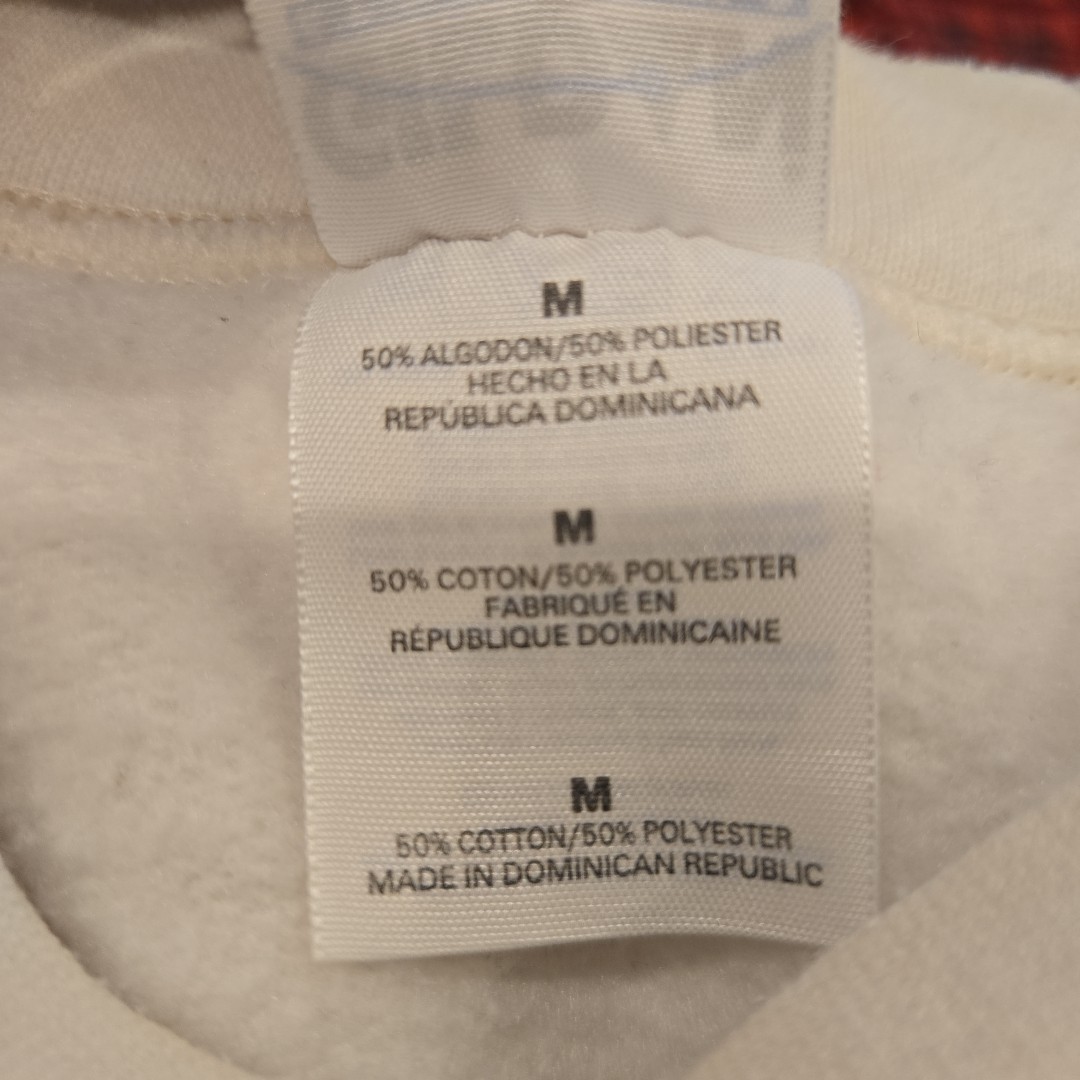 M
50% ALGODON/50% POLIESTER
HECHO EN LA
REPÚBLICA DOMINICANA
M
50% COTON/50% POLYESTER
FABRIQUÉ EN
RÉPUBLIQUE DOMINICAINE
M
50% COTTON/50% POLYESTER
MADE IN DOMINICAN REPUBLIC